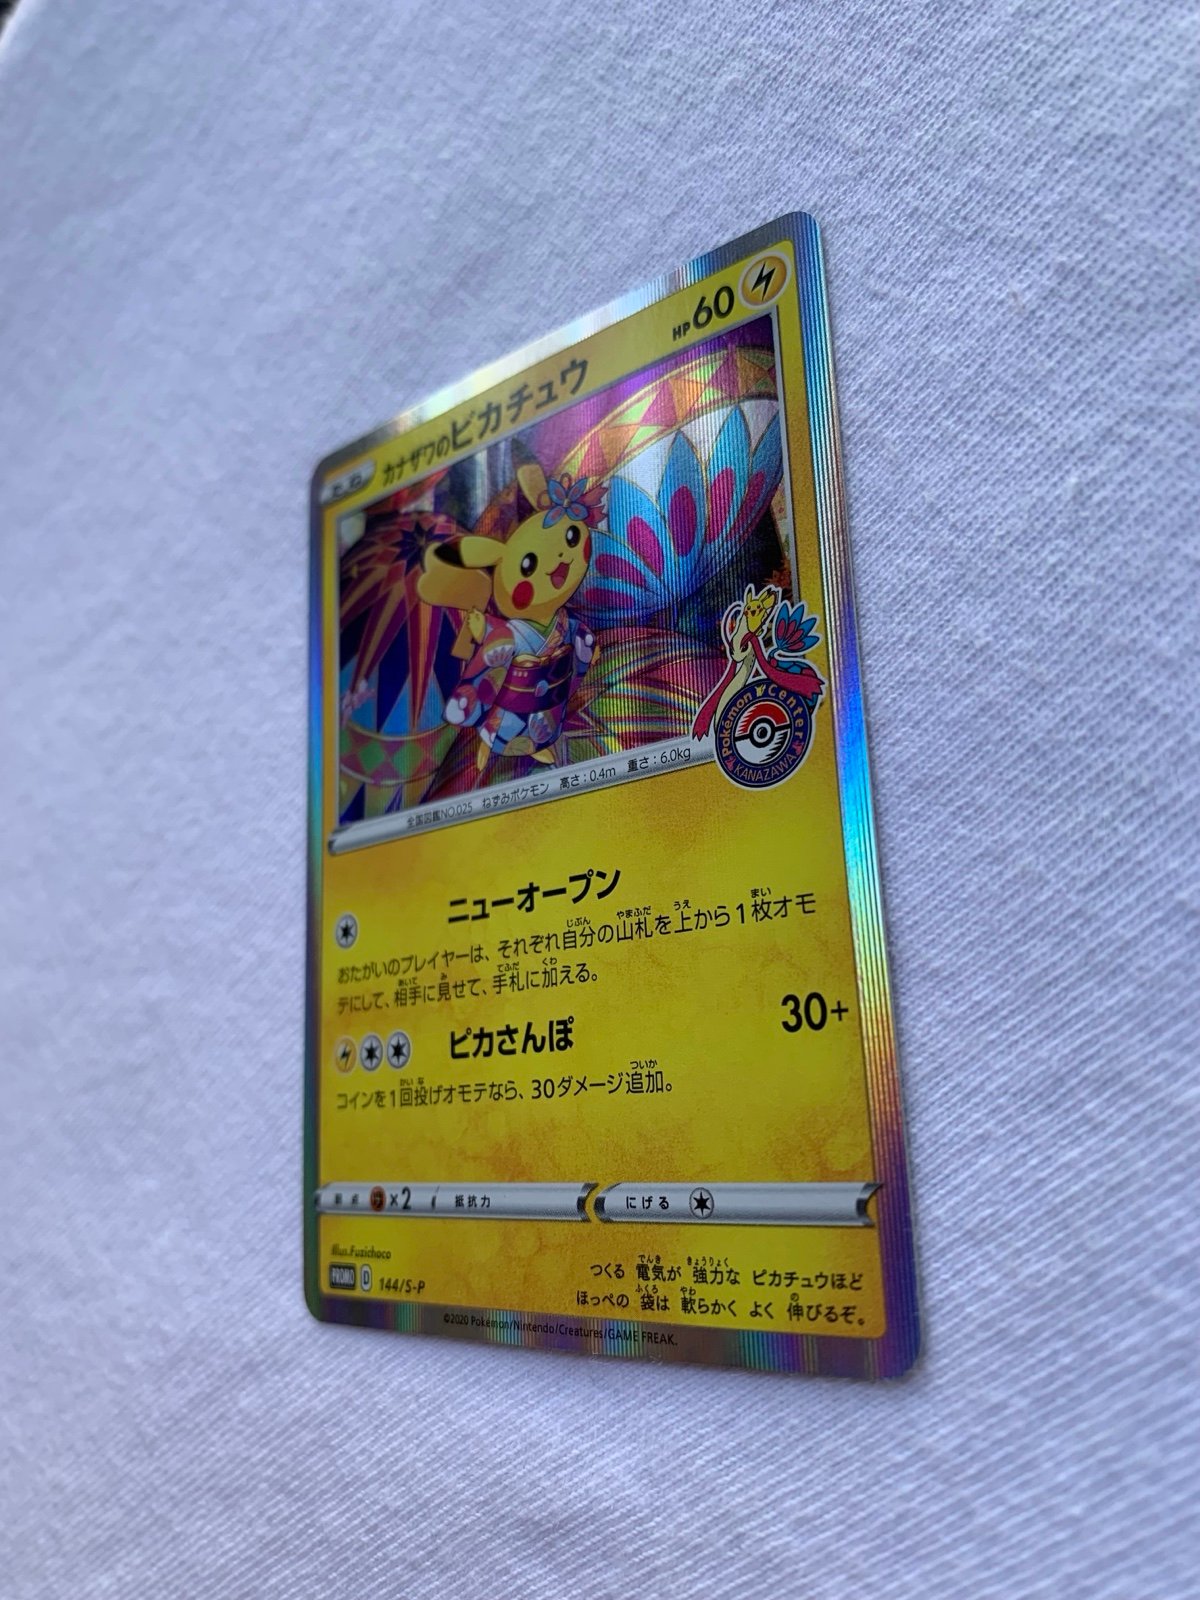 たね カナザワのピカチュウ HP60
Pokémon Center
KANAZAWA
全国図鑑NO.025 ねずみポケモン 高さ:0.4m 重さ:6.0kg
ニューオープン
おたがいのプレイヤーは、それぞれ自分の山札を上から1枚オモ
テにして、相手に見せて、手札に加える。
ピカさんぽ 30+
コインを1回投げオモテなら、30ダメージ追加。
弱点 ×2 抵抗力 にげる
illus.Fuzichoco
PROMO D 144/S-P
つくる 電気が 強力な ピカチュウほど
ほっぺの 袋は 軟らかく よく 伸びるぞ。
©2020 Pokémon/Nintendo/Creatures/GAME FREAK.